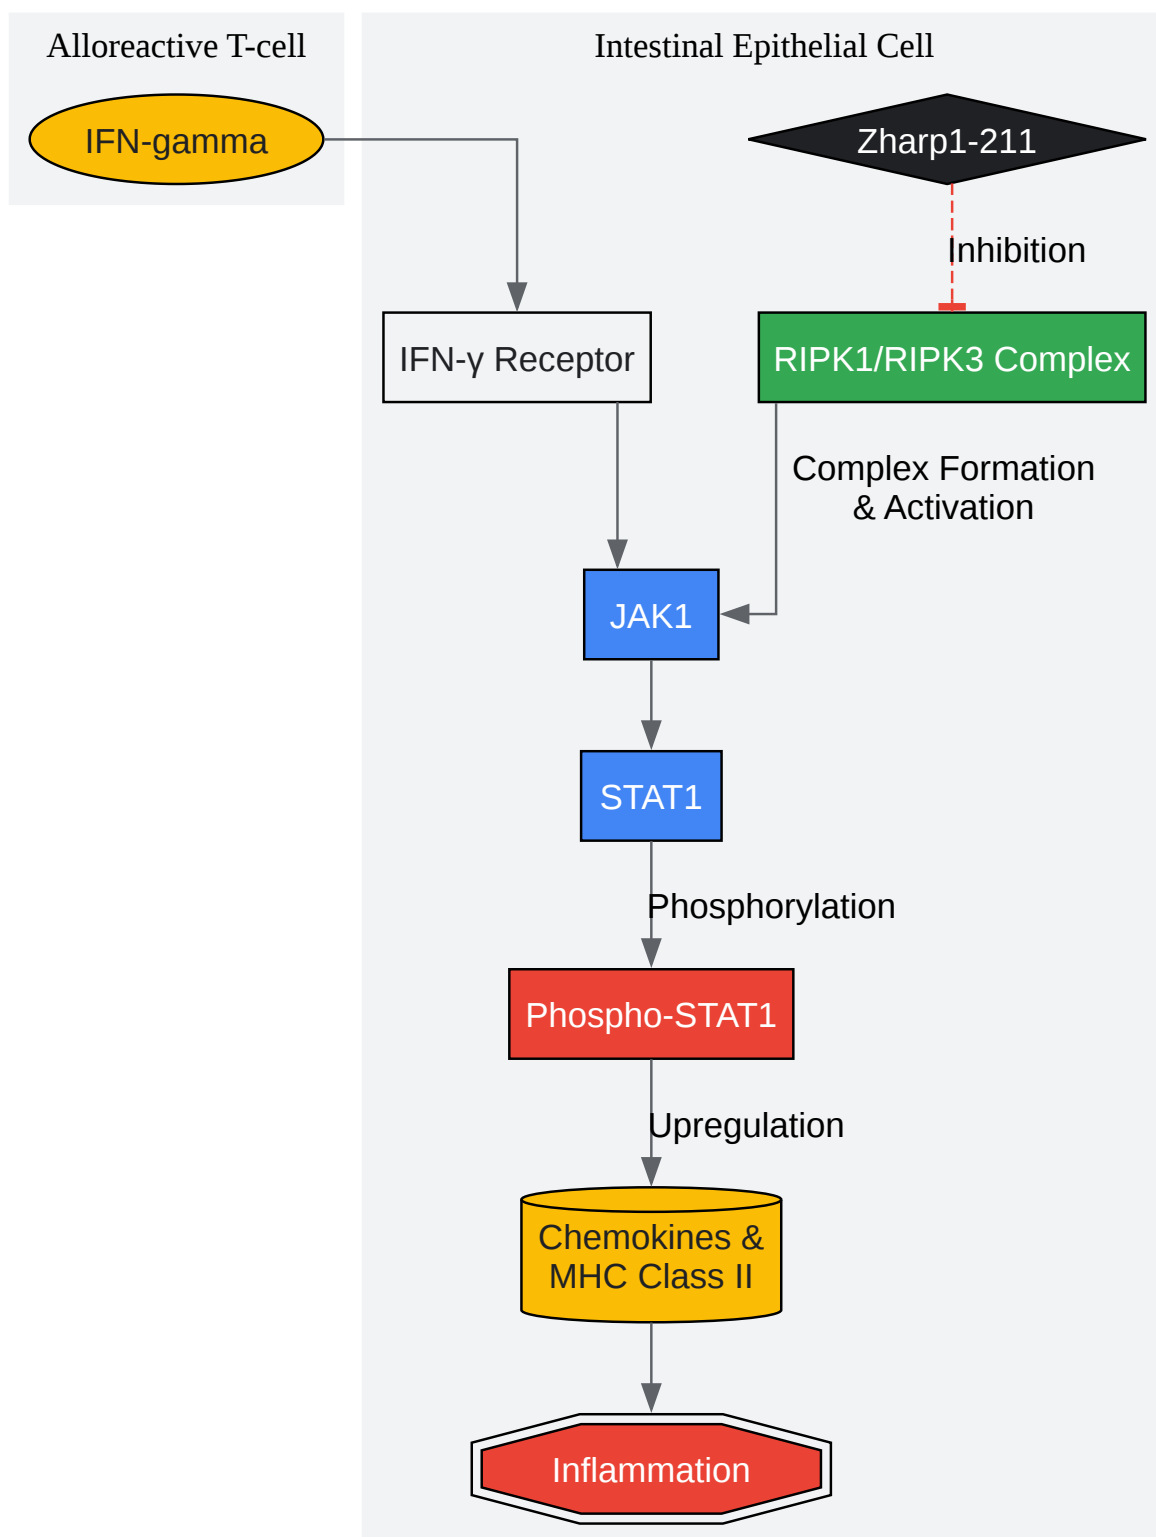 Alloreactive T-cell
Intestinal Epithelial Cell
IFN-gamma
Zharp1-211
Inhibition
IFN-γ Receptor
RIPK1/RIPK3 Complex
Complex Formation
& Activation
JAK1
STAT1
Phosphorylation
Phospho-STAT1
Upregulation
Chemokines &
MHC Class II
Inflammation